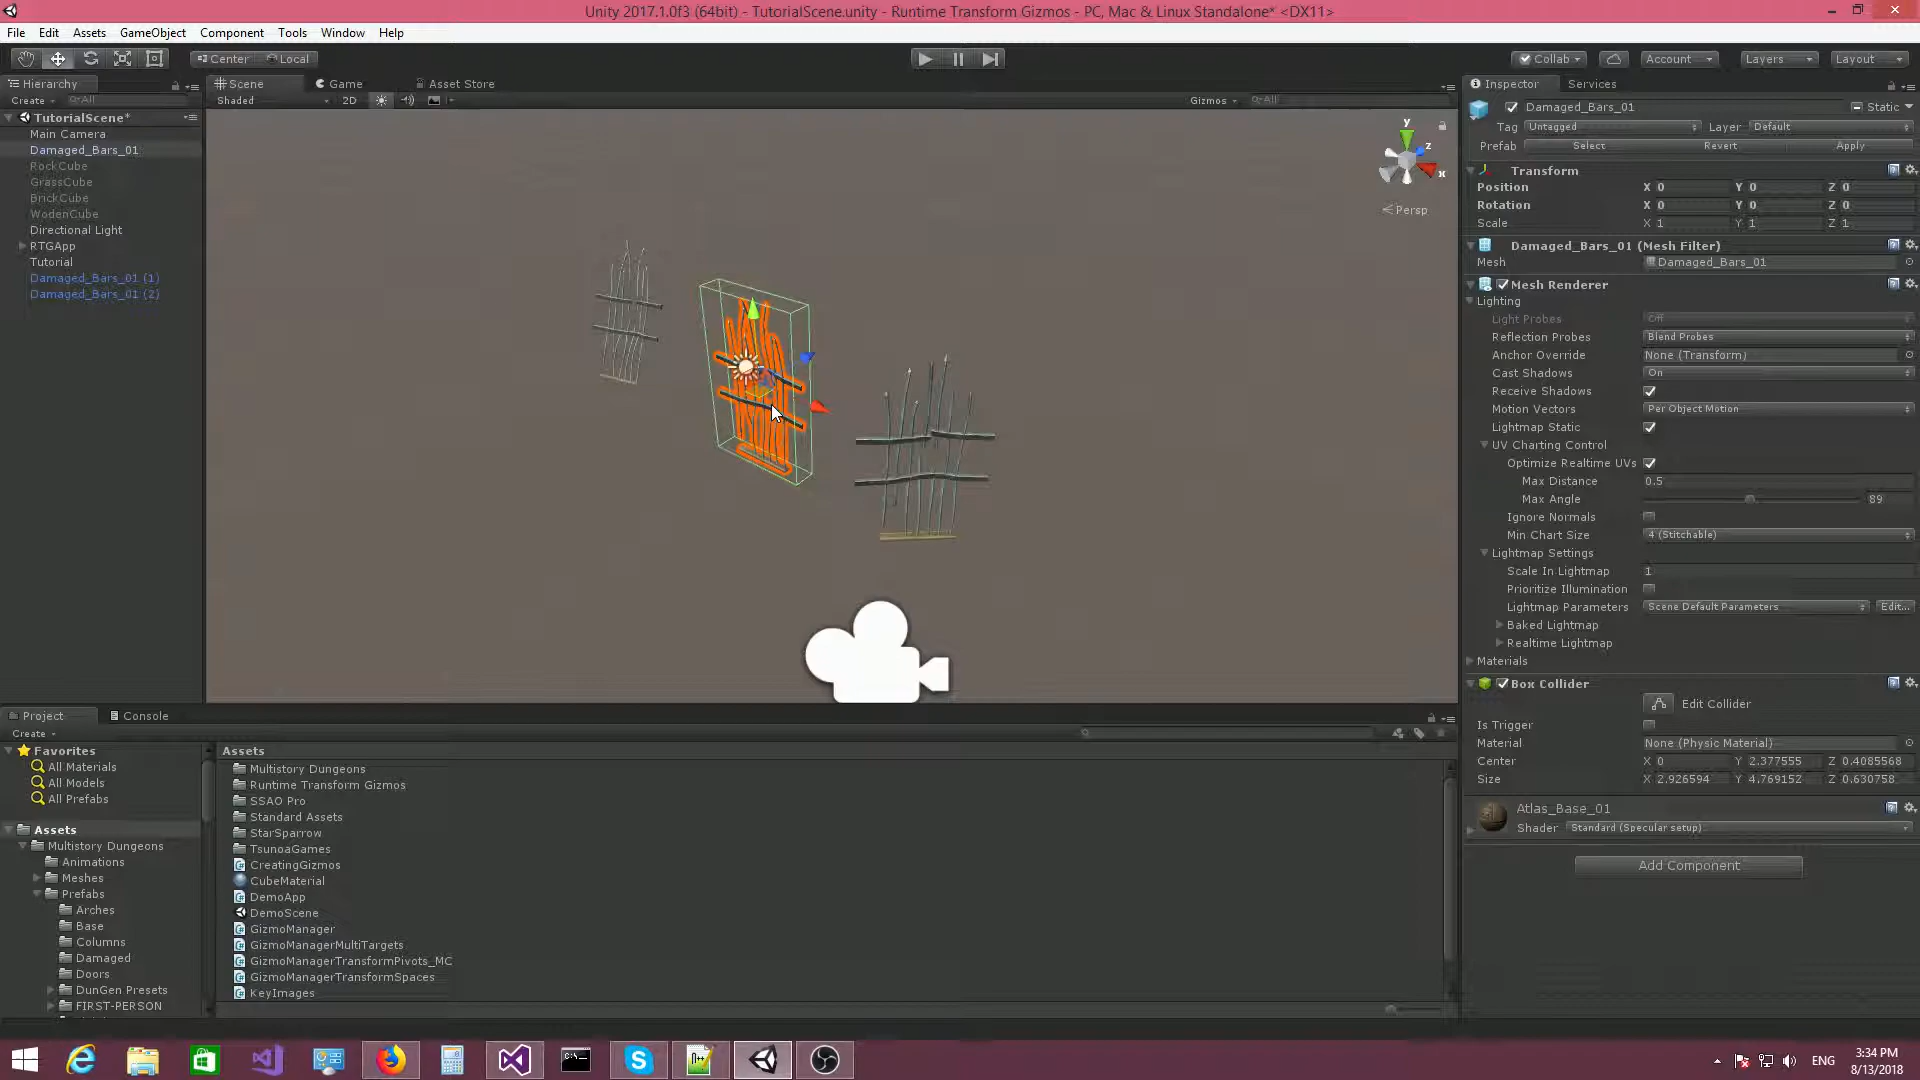 Unity 2017.1.0f3 (64bit) - TutorialScene.unity - Runtime Transform Gizmos - PC, Mac & Linux Standalone* <DX11>
File Edit Assets GameObject Component Tools Window Help
Center Local
Collab Account Layers Layout
Hierarchy
Create All
TutorialScene*
Main Camera
Damaged_Bars_01
RockCube
GrassCube
BrickCube
WodenCube
Directional Light
RTGApp
Tutorial
Damaged_Bars_01 (1)
Damaged_Bars_01 (2)
Scene Game Asset Store
Shaded 2D Gizmos All
y
z
x
Persp
Inspector Services
Damaged_Bars_01 Static
Tag Untagged Layer Default
Prefab Select Revert Apply
Transform
Position X 0 Y 0 Z 0
Rotation X 0 Y 0 Z 0
Scale X 1 Y 1 Z 1
Damaged_Bars_01 (Mesh Filter)
Mesh Damaged_Bars_01
Mesh Renderer
Lighting
Light Probes Off
Reflection Probes Blend Probes
Anchor Override None (Transform)
Cast Shadows On
Receive Shadows
Motion Vectors Per Object Motion
Lightmap Static
UV Charting Control
Optimize Realtime UVs
Max Distance 0.5
Max Angle 89
Ignore Normals
Min Chart Size 4 (Stitchable)
Lightmap Settings
Scale In Lightmap 1
Prioritize Illumination
Lightmap Parameters Scene Default Parameters Edit...
Baked Lightmap
Realtime Lightmap
Materials
Box Collider
Edit Collider
Is Trigger
Material None (Physic Material)
Center X 0 Y 2.377555 Z 0.4085568
Size X 2.926594 Y 4.769152 Z 0.630758
Atlas_Base_01
Shader Standard (Specular setup)
Add Component
Project Console
Create
Favorites
All Materials
All Models
All Prefabs
Assets
Multistory Dungeons
Animations
Meshes
Prefabs
Arches
Base
Columns
Damaged
Doors
DunGen Presets
FIRST-PERSON
Assets
Multistory Dungeons
Runtime Transform Gizmos
SSAO Pro
Standard Assets
StarSparrow
TsunoaGames
CreatingGizmos
CubeMaterial
DemoApp
DemoScene
GizmoManager
GizmoManagerMultiTargets
GizmoManagerTransformPivots_MC
GizmoManagerTransformSpaces
KeyImages
ENG
3:34 PM
8/13/2018